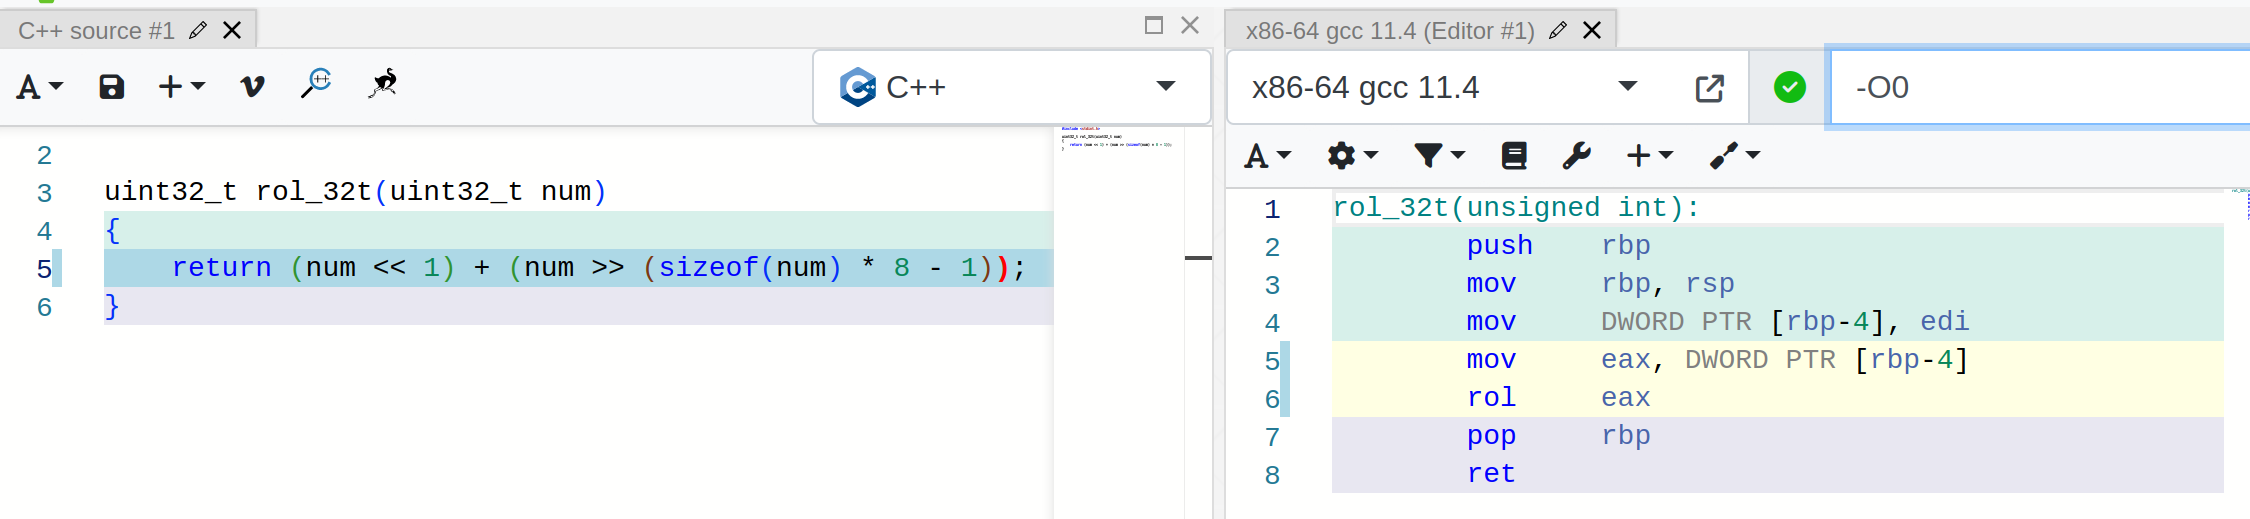 C++ source #1
C++
2
3 uint32_t rol_32t(uint32_t num)
4 {
5 return (num << 1) + (num >> (sizeof(num) * 8 - 1));
6 }
x86-64 gcc 11.4 (Editor #1)
x86-64 gcc 11.4
-O0
1 rol_32t(unsigned int):
2 push rbp
3 mov rbp, rsp
4 mov DWORD PTR [rbp-4], edi
5 mov eax, DWORD PTR [rbp-4]
6 rol eax
7 pop rbp
8 ret